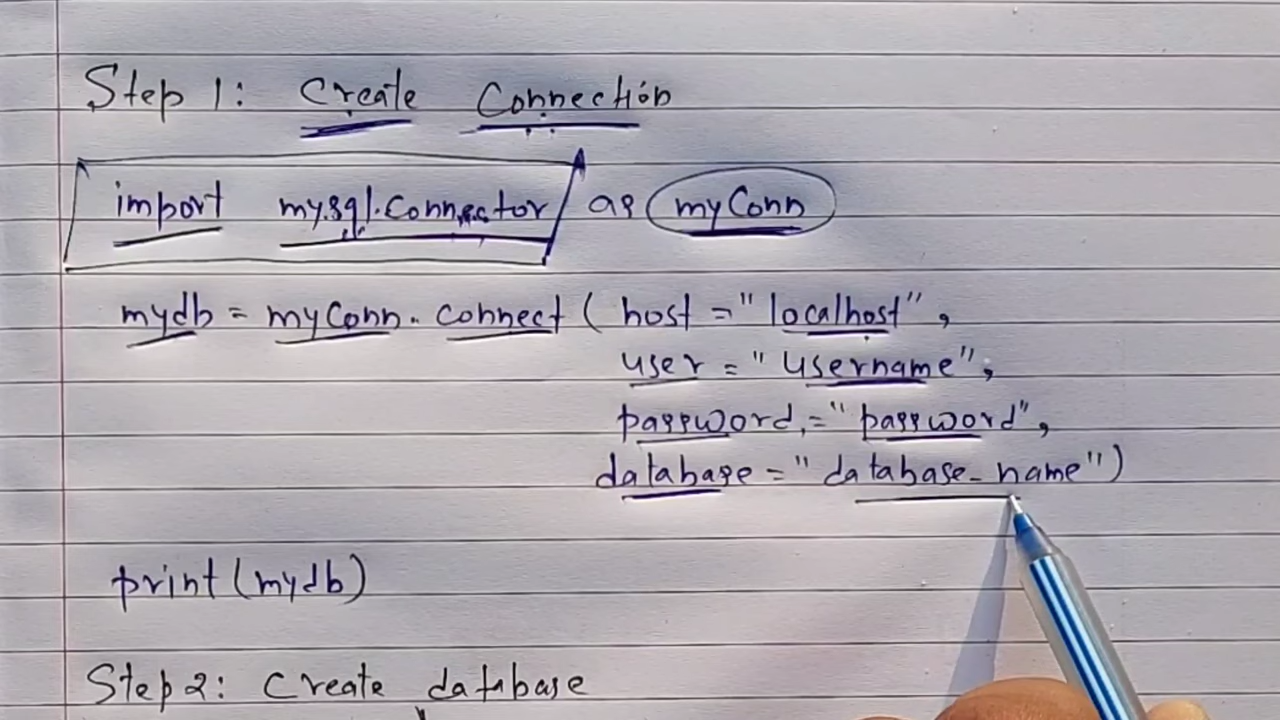 Step 1: Create Connection
import mysql.Connector as myConn
mydb = myConn.connect( host = "localhost",
user = "username",
password = "password",
database = "database_name")
print(mydb)
Step 2: Create database